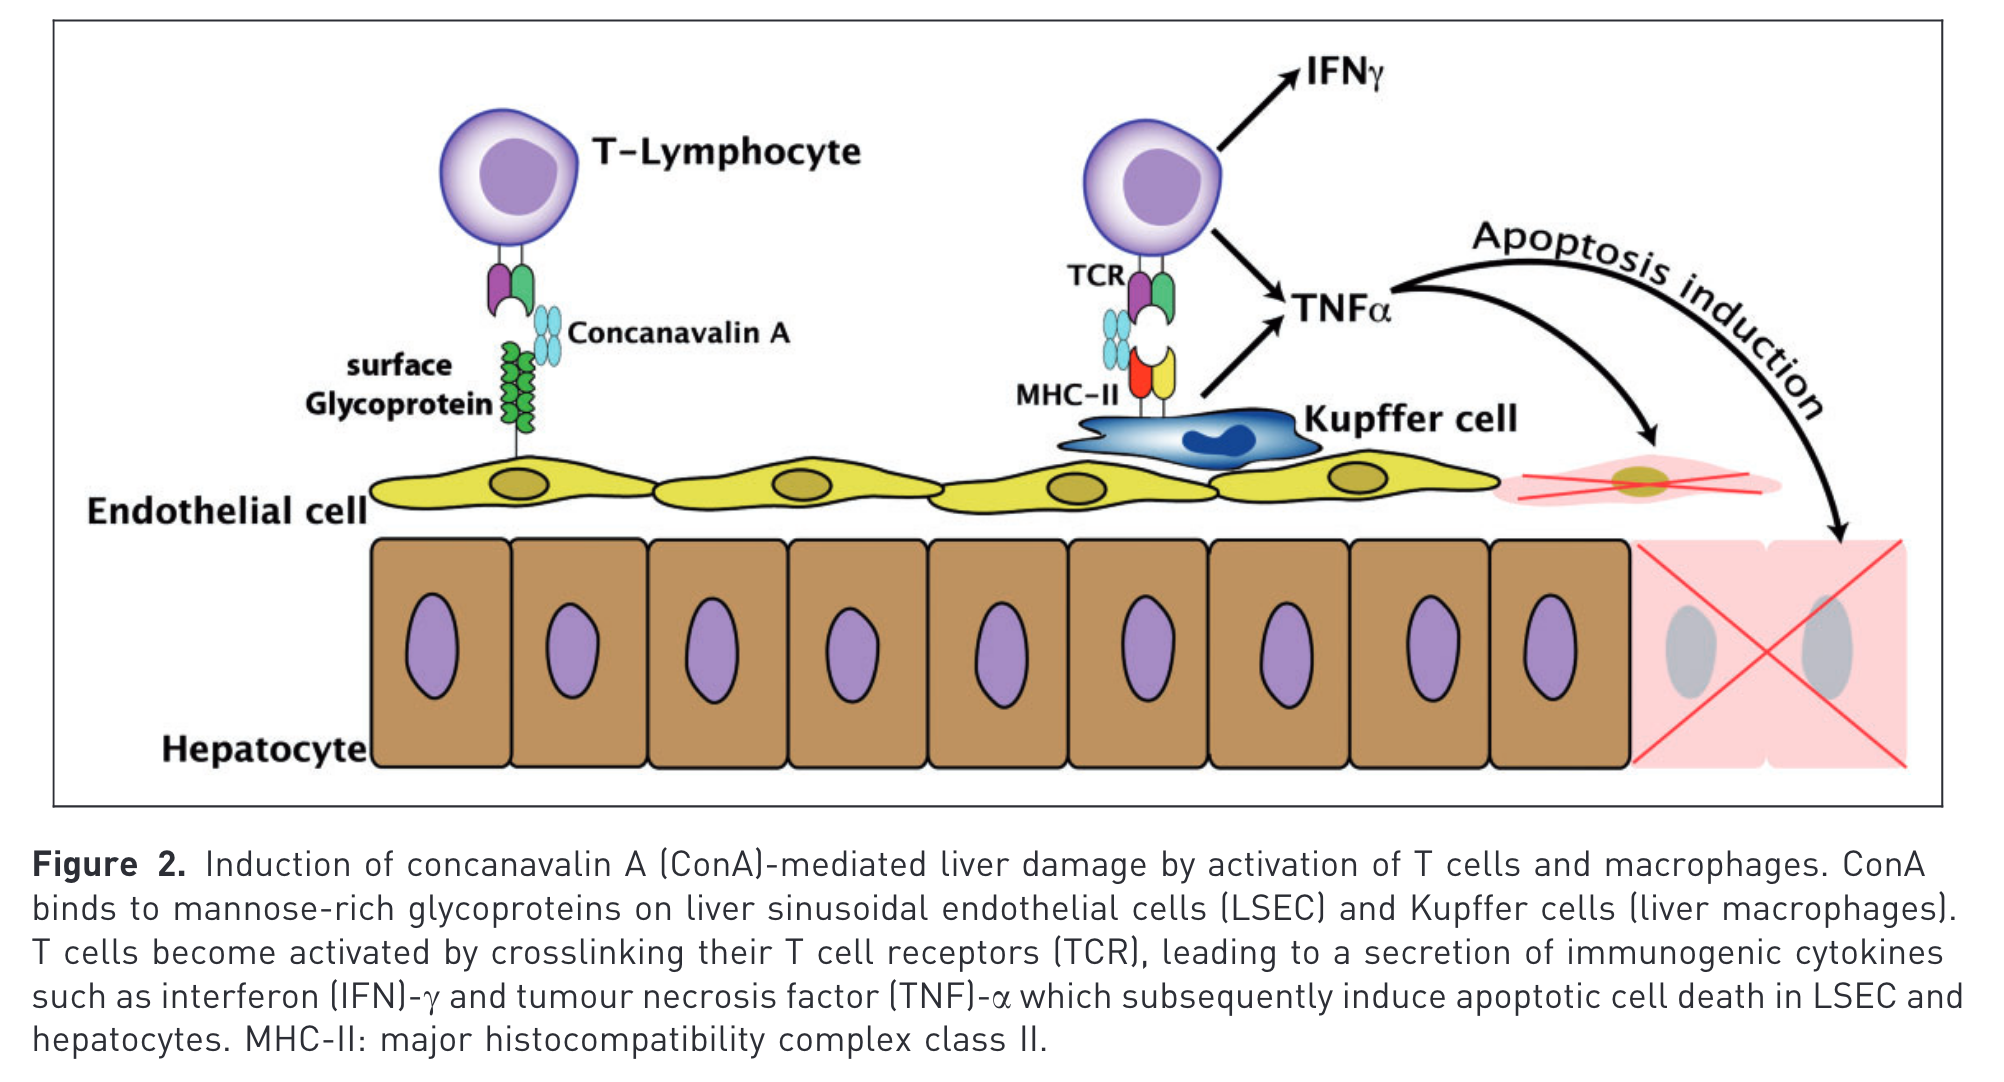 IFNγ
T-Lymphocyte
TCR
Apoptosis induction
TNFα
Concanavalin A
surface
Glycoprotein
MHC-II
Kupffer cell
Endothelial cell
Hepatocyte
Figure 2. Induction of concanavalin A (ConA)-mediated liver damage by activation of T cells and macrophages. ConA
binds to mannose-rich glycoproteins on liver sinusoidal endothelial cells (LSEC) and Kupffer cells (liver macrophages).
T cells become activated by crosslinking their T cell receptors (TCR), leading to a secretion of immunogenic cytokines
such as interferon (IFN)-γ and tumour necrosis factor (TNF)-α which subsequently induce apoptotic cell death in LSEC and
hepatocytes. MHC-II: major histocompatibility complex class II.